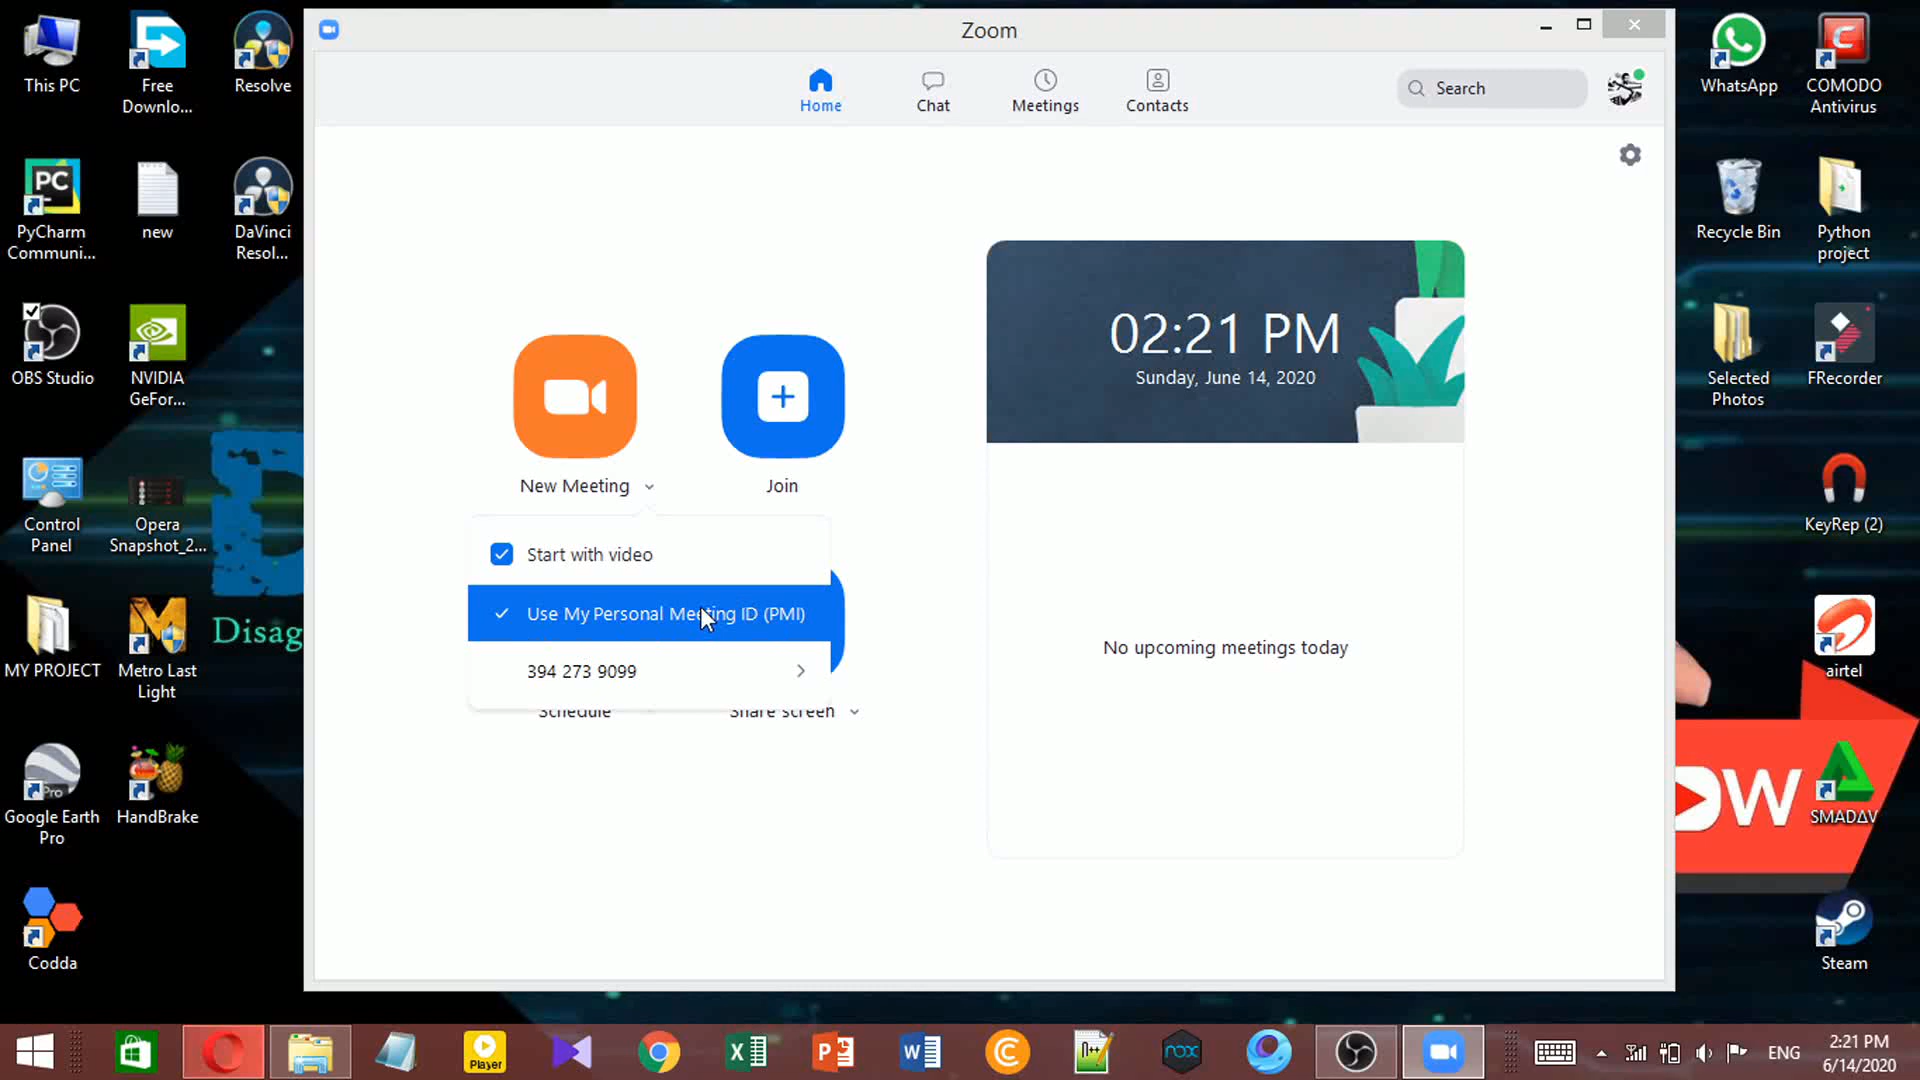 This PC
Free
Downlo...
Resolve
PyCharm
Communi...
new
DaVinci
Resol...
OBS Studio
NVIDIA
GeFor...
Control
Panel
Opera
Snapshot_2...
MY PROJECT
Metro Last
Light
Disag
Google Earth
Pro
HandBrake
Codda
Zoom
Home
Chat
Meetings
Contacts
Search
New Meeting
Join
Start with video
Use My Personal Meeting ID (PMI)
394 273 9099
Schedule
Share screen
02:21 PM
Sunday, June 14, 2020
No upcoming meetings today
WhatsApp
COMODO
Antivirus
Recycle Bin
Python
project
Selected
Photos
FRecorder
KeyRep (2)
airtel
OW
SMADAV
Steam
Player
nox
ENG
2:21 PM
6/14/2020